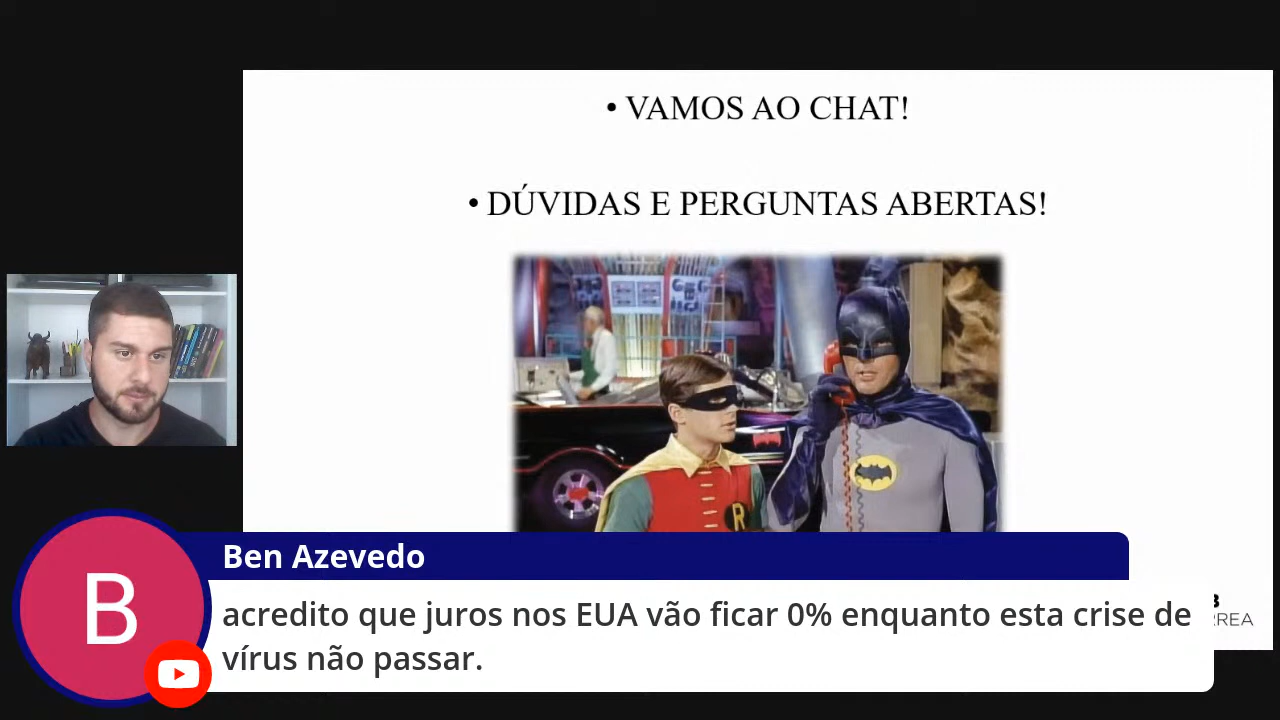 • VAMOS AO CHAT!
• DÚVIDAS E PERGUNTAS ABERTAS!
R
B
Ben Azevedo
acredito que juros nos EUA vão ficar 0% enquanto esta crise de
vírus não passar.